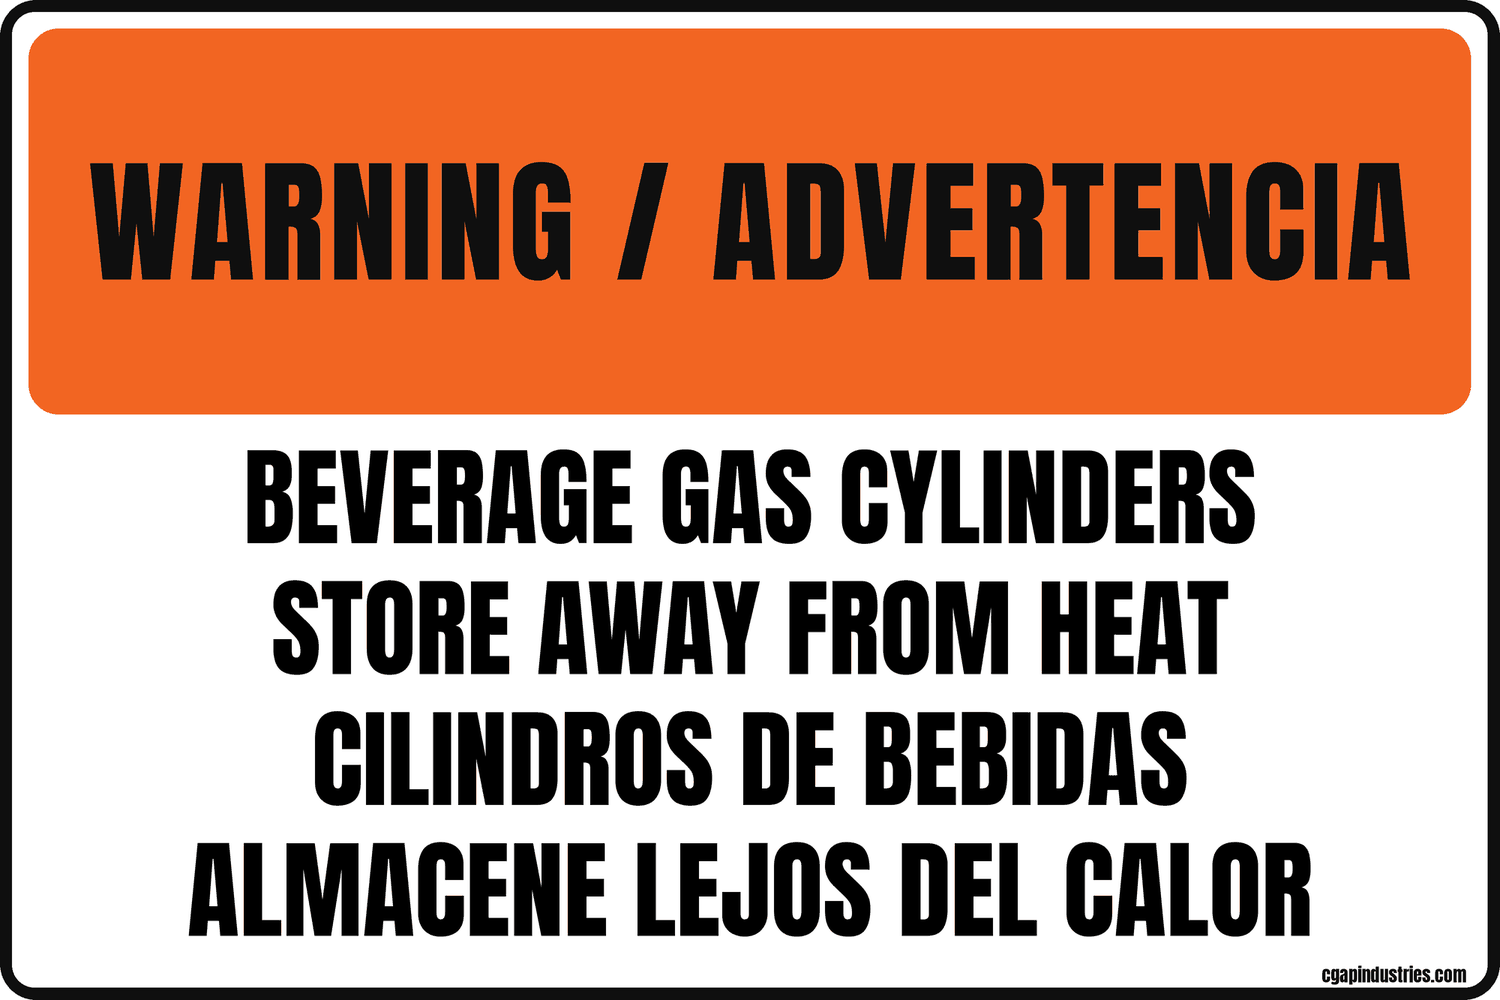 WARNING / ADVERTENCIA
BEVERAGE GAS CYLINDERS
STORE AWAY FROM HEAT
CILINDROS DE BEBIDAS
ALMACENE LEJOS DEL CALOR
cgapindustries.com